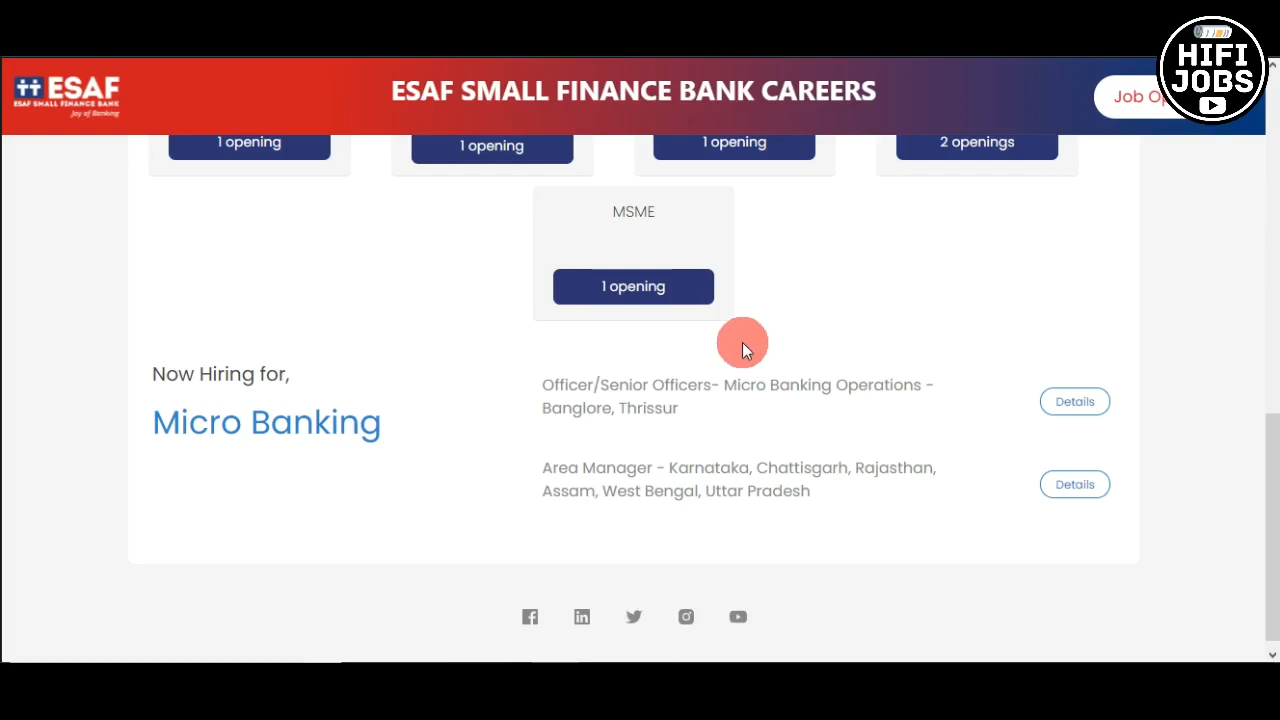 HIFI
JOBS
ESAF
ESAF SMALL FINANCE BANK
Joy of Banking
ESAF SMALL FINANCE BANK CAREERS
Job Op
1 opening
1 opening
1 opening
2 openings
MSME
1 opening
Now Hiring for,
Micro Banking
Officer/Senior Officers- Micro Banking Operations -
Banglore, Thrissur
Details
Area Manager - Karnataka, Chattisgarh, Rajasthan,
Assam, West Bengal, Uttar Pradesh
Details